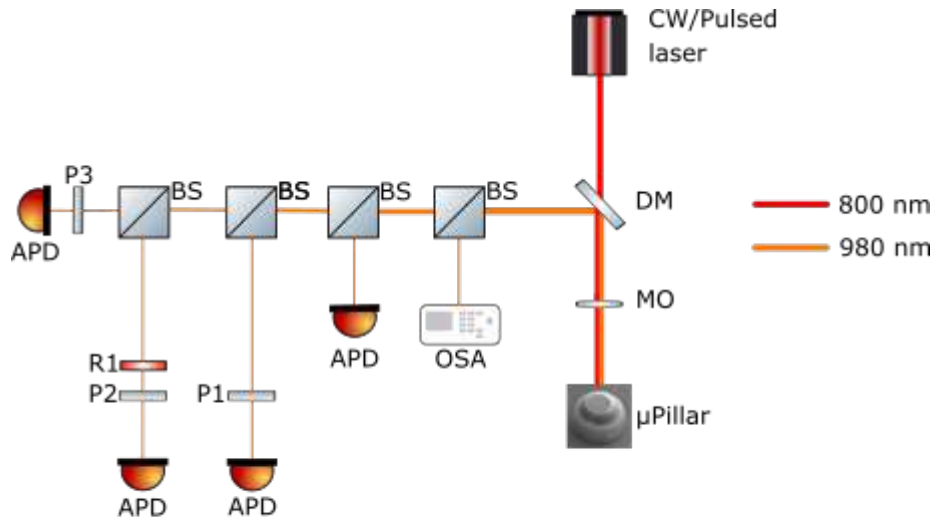 CW/Pulsed
laser
P3
BS
BS
BS
BS
DM
800 nm
980 nm
APD
MO
R1
APD
OSA
P2
P1
µPillar
APD
APD